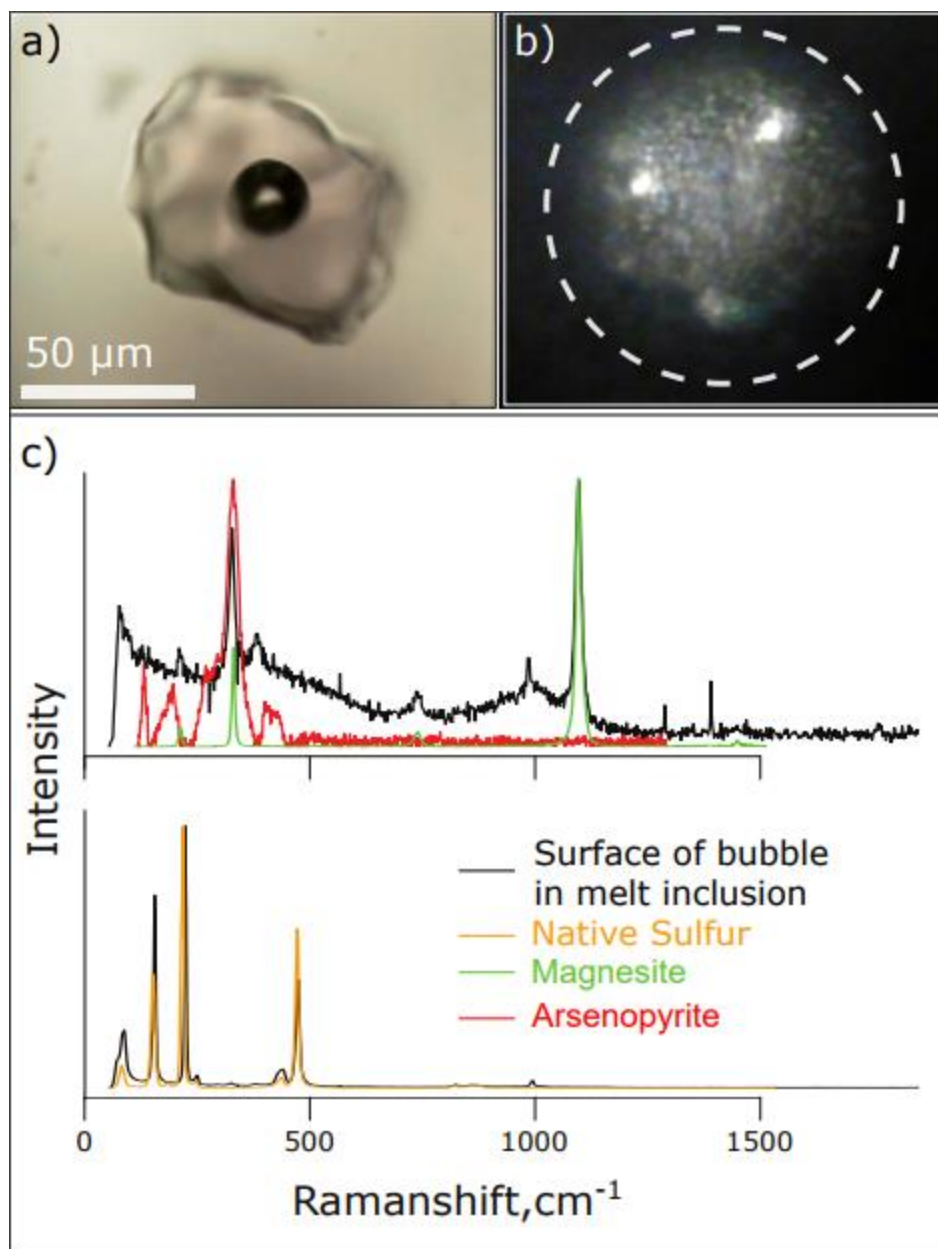 a)
b)
50 µm
c)
Intensity
Surface of bubble
in melt inclusion
Native Sulfur
Magnesite
Arsenopyrite
0
500
1000
1500
Ramanshift,cm⁻¹